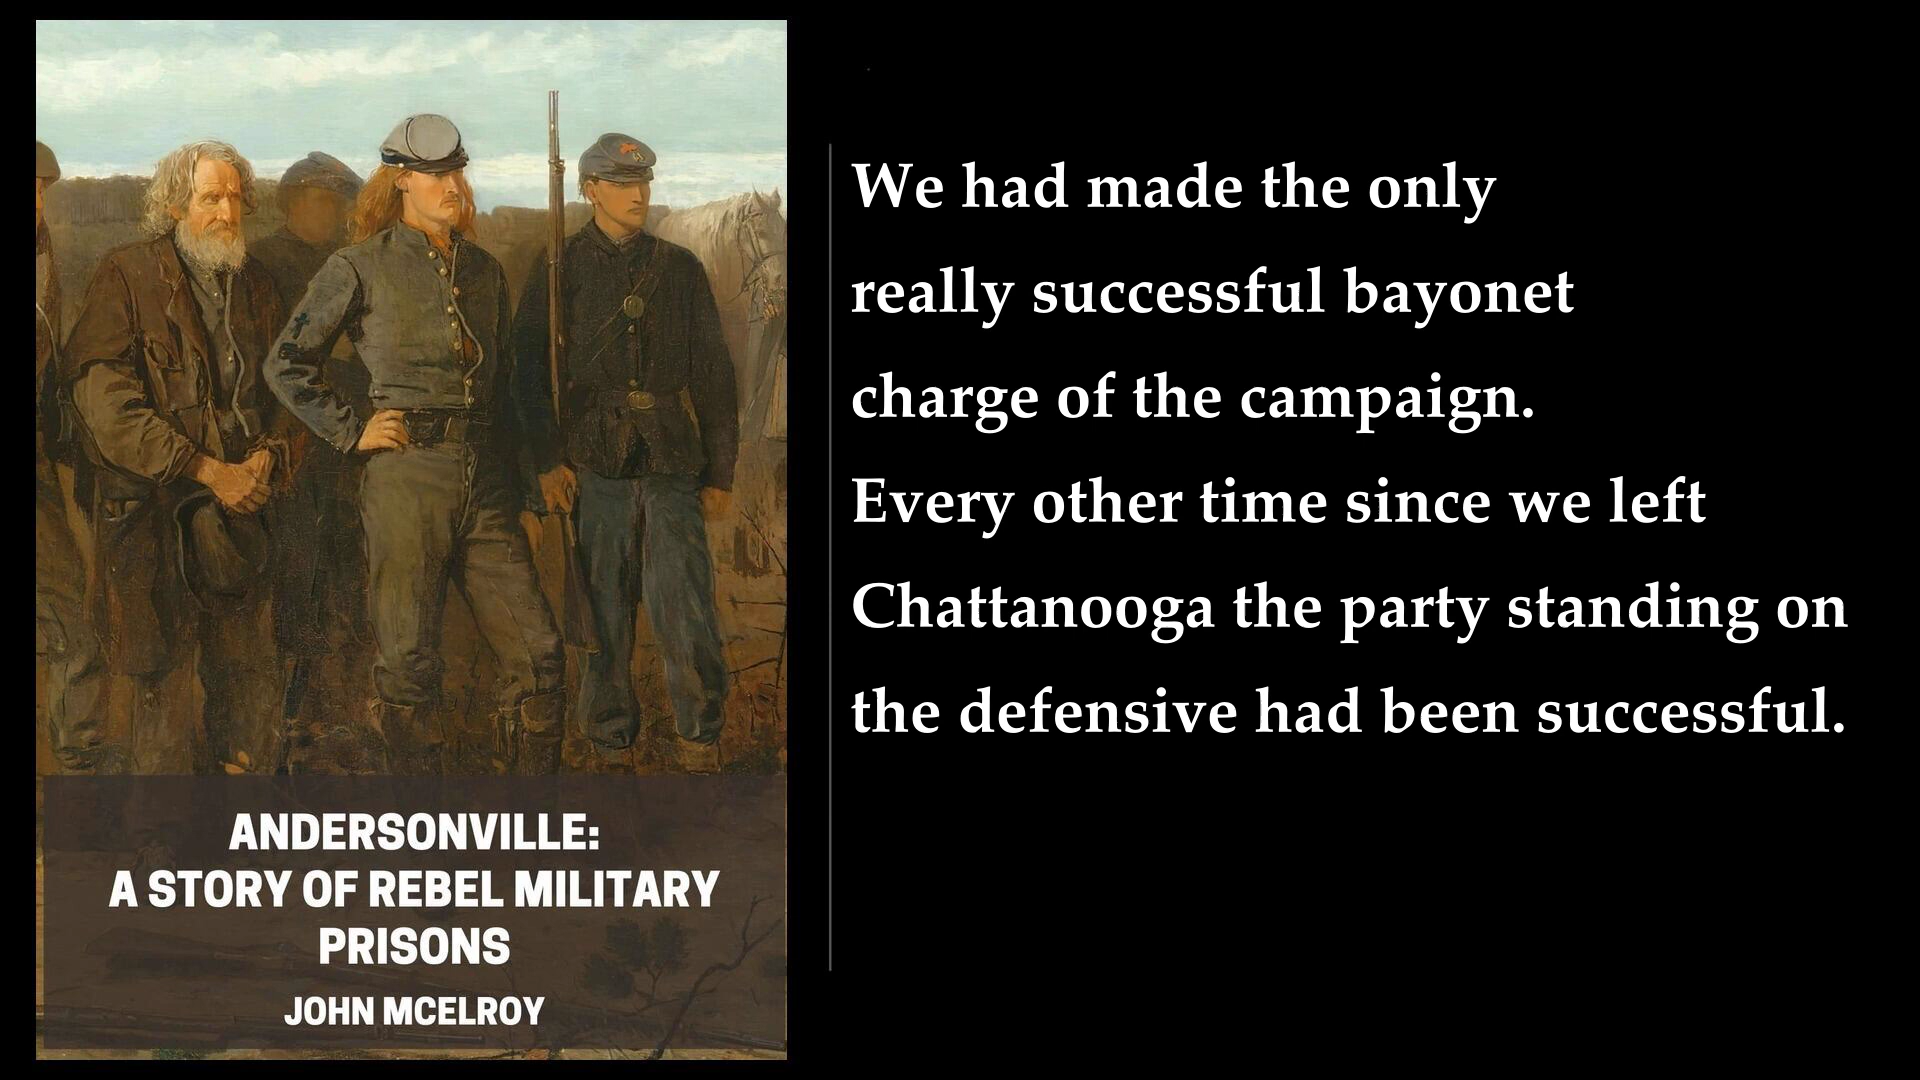 ANDERSONVILLE:
A STORY OF REBEL MILITARY
PRISONS
JOHN MCELROY
We had made the only
really successful bayonet
charge of the campaign.
Every other time since we left
Chattanooga the party standing on
the defensive had been successful.